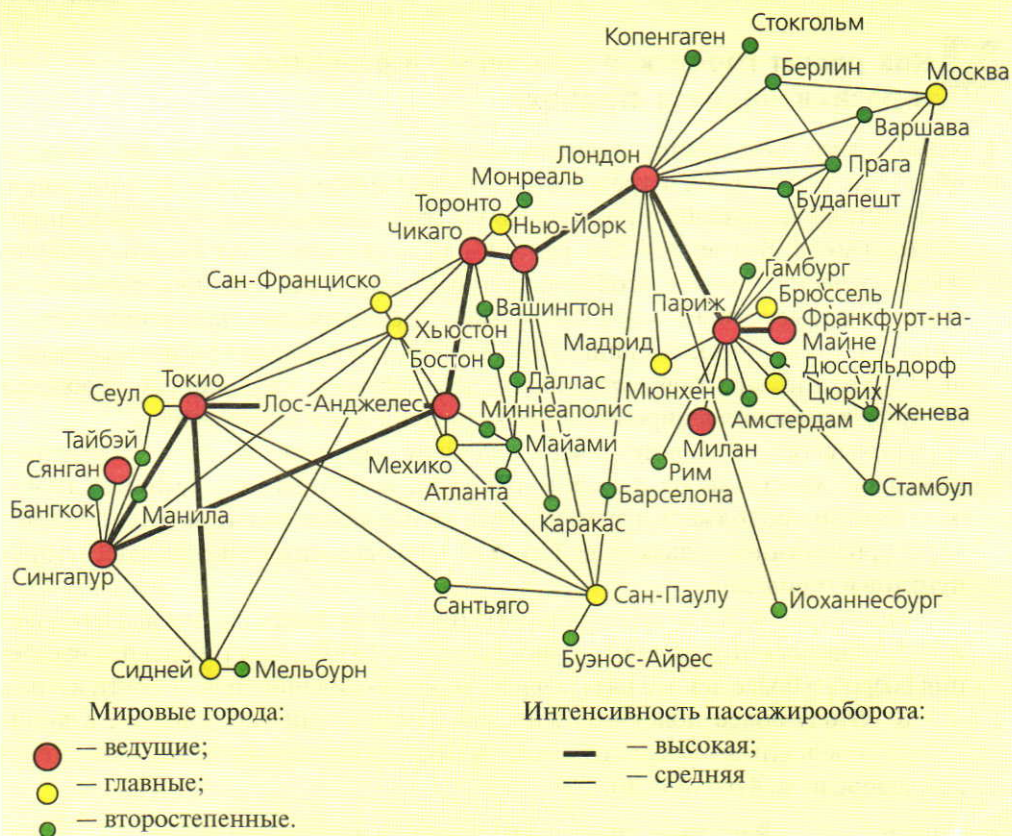 Стокгольм
Копенгаген
Берлин
Москва
Варшава
Лондон
Прага
Монреаль
Будапешт
Торонто
Нью-Йорк
Чикаго
Гамбург
Сан-Франциско
Брюссель
Париж
Вашингтон
Франкфурт-на-
Майне
Хьюстон
Мадрид
Бостон
Дюссельдорф
Токио
Даллас
Мюнхен
Цюрих
Сеул
Лос-Анджелес
Миннеаполис
Амстердам
Женева
Тайбэй
Майами
Милан
Сянган
Мехико
Рим
Атланта
Барселона
Стамбул
Бангкок
Манила
Каракас
Сингапур
Сантьяго
Сан-Паулу
Йоханнесбург
Буэнос-Айрес
Сидней
Мельбурн
Мировые города:
— ведущие;
— главные;
— второстепенные.
Интенсивность пассажирооборота:
— высокая;
— средняя